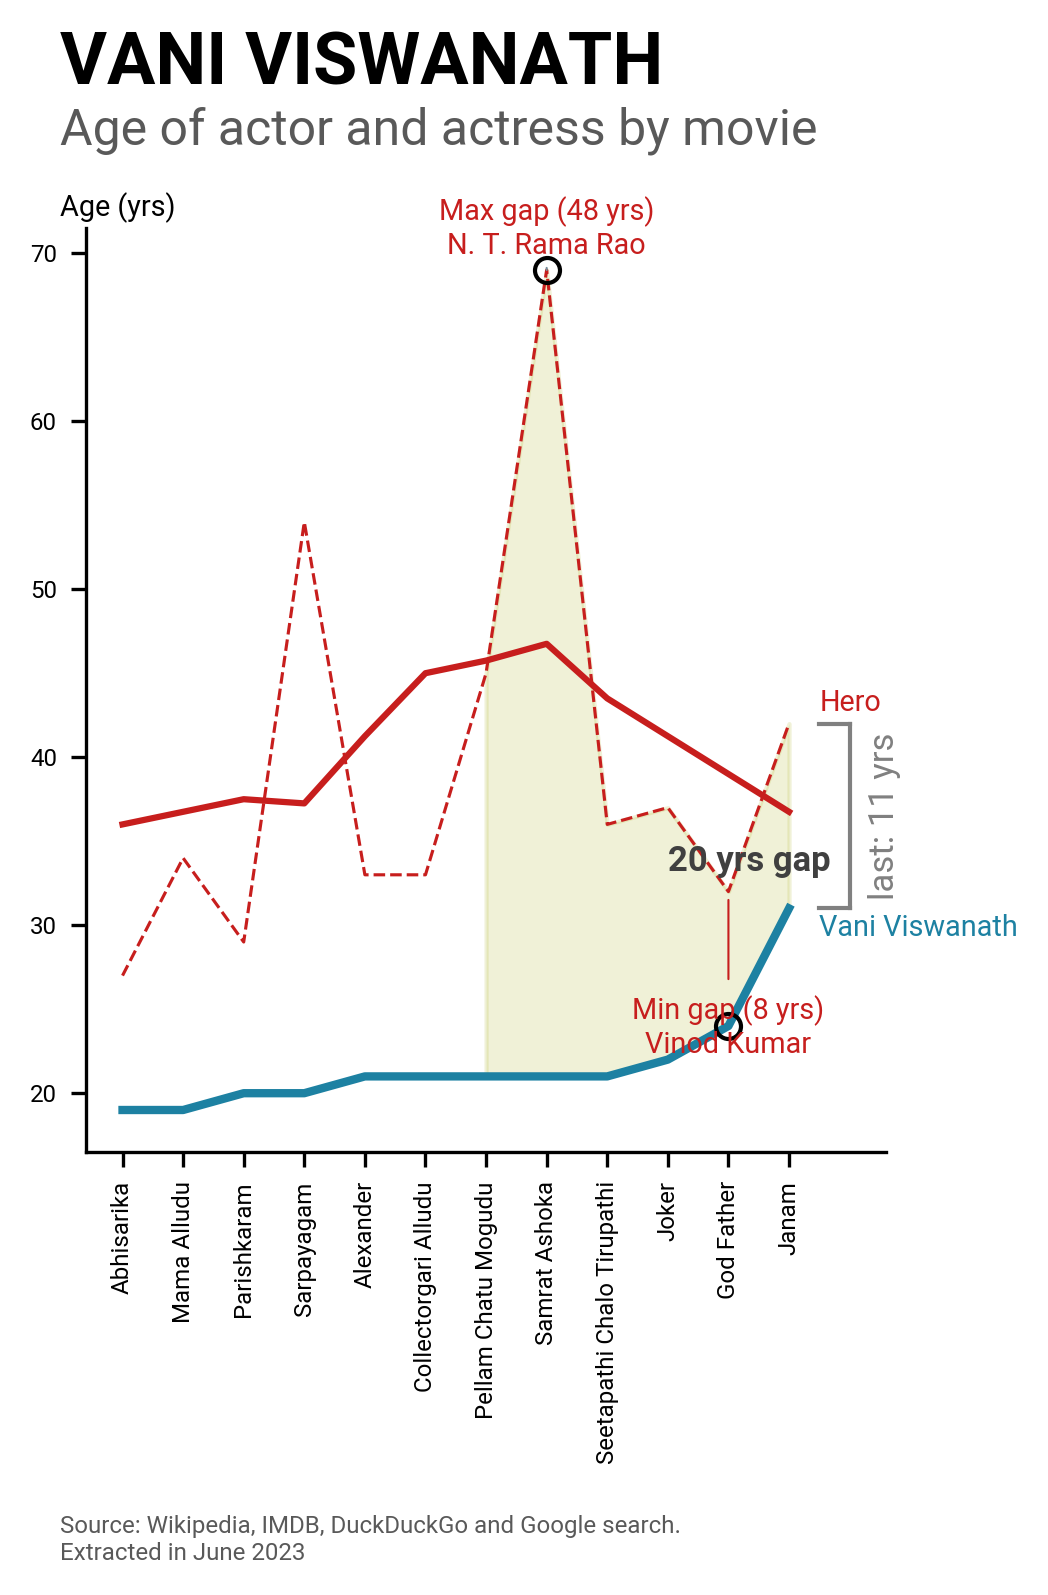 VANI VISWANATH
Age of actor and actress by movie
Age (yrs)
Max gap (48 yrs)
N. T. Rama Rao
70
60
50
40
30
20
Hero
last: 11 yrs
20 yrs gap
Vani Viswanath
Min gap (8 yrs)
Vinod Kumar
Abhisarika
Mama Alludu
Parishkaram
Sarpayagam
Alexander
Collectorgari Alludu
Pellam Chatu Mogudu
Samrat Ashoka
Seetapathi Chalo Tirupathi
Joker
God Father
Janam
Source: Wikipedia, IMDB, DuckDuckGo and Google search.
Extracted in June 2023